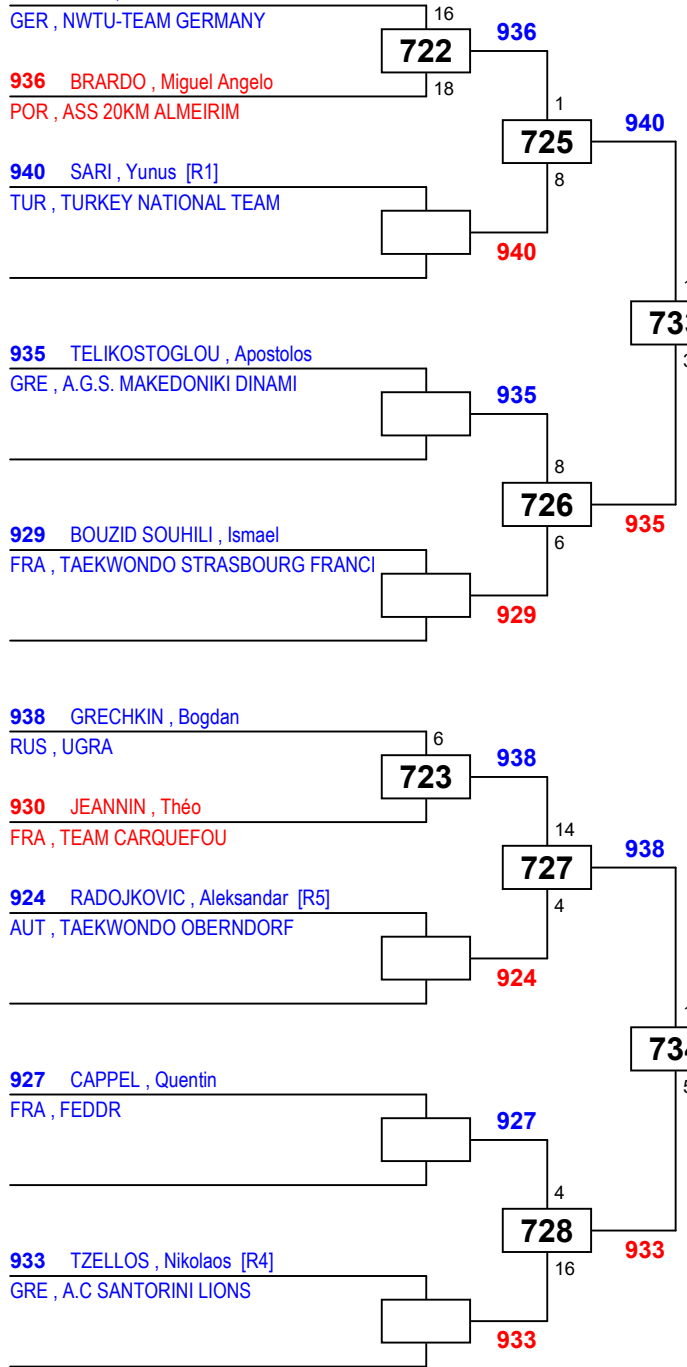 GER , NWTU-TEAM GERMANY
16
722
936
936 BRARDO , Miguel Angelo
18
POR , ASS 20KM ALMEIRIM
1
725
940
940 SARI , Yunus [R1]
8
TUR , TURKEY NATIONAL TEAM
940
935 TELIKOSTOGLOU , Apostolos
GRE , A.G.S. MAKEDONIKI DINAMI
935
8
726
935
929 BOUZID SOUHILI , Ismael
6
FRA , TAEKWONDO STRASBOURG FRANC
929
938 GRECHKIN , Bogdan
RUS , UGRA
6
723
938
930 JEANNIN , Théo
FRA , TEAM CARQUEFOU
14
727
938
924 RADOJKOVIC , Aleksandar [R5]
4
AUT , TAEKWONDO OBERNDORF
924
927 CAPPEL , Quentin
FRA , FEDDR
927
4
728
933
933 TZELLOS , Nikolaos [R4]
16
GRE , A.C SANTORINI LIONS
933